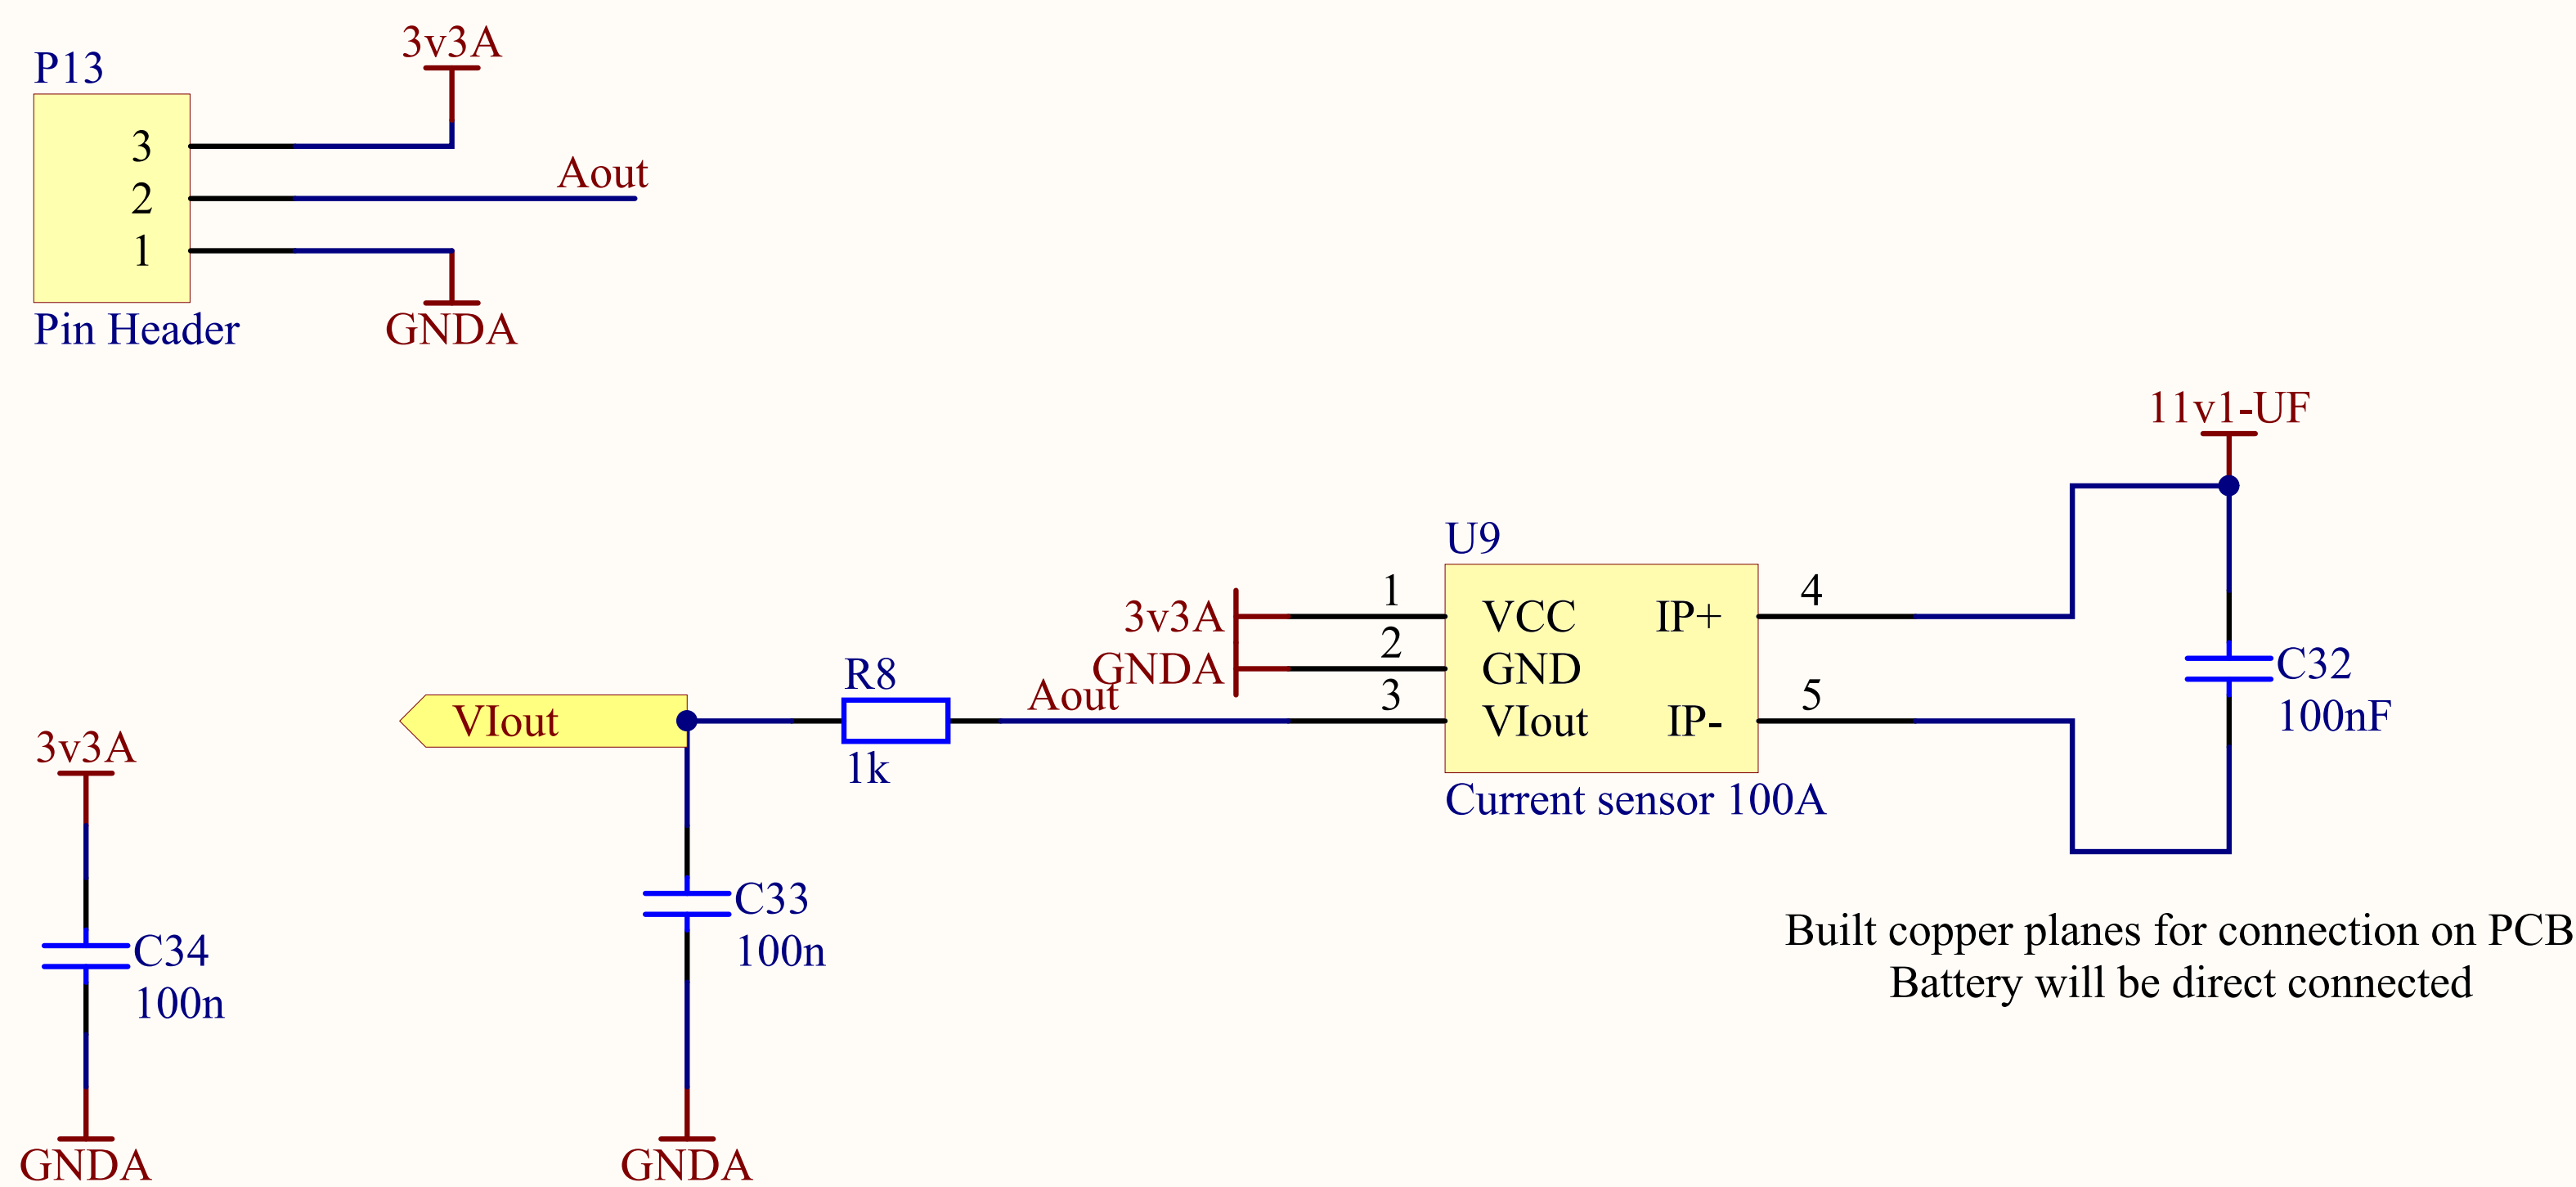 3v3A
P13
3
Aout
2
1
Pin Header
GNDA
11v1-UF
U9
1
4
3v3A
VCC
IP+
2
GNDA
GND
C32
R8
Aout
3
5
100nF
VIout
VIout
IP-
1k
3v3A
Current sensor 100A
C33
Built copper planes for connection on PCB
C34
100n
Battery will be direct connected
100n
GNDA
GNDA